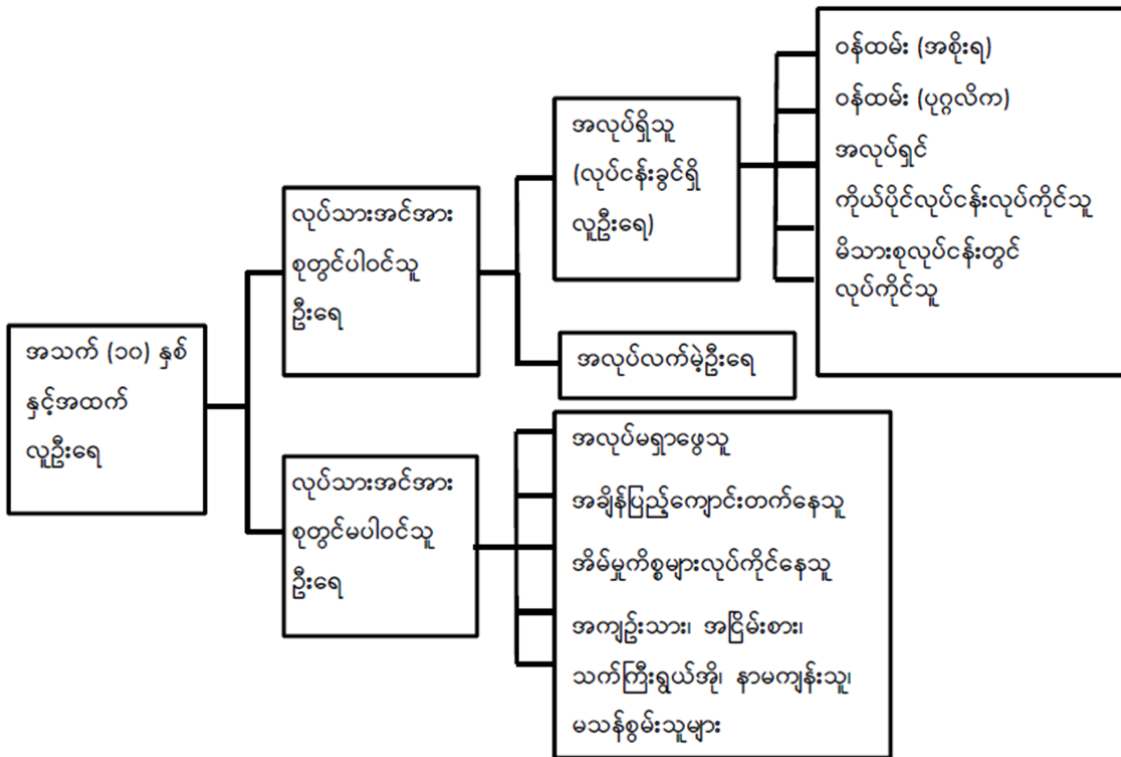 အသက် (၁၀) နှစ်
နှင့်အထက်
လူဦးရေ
လုပ်သားအင်အား
စုတွင်ပါဝင်သူ
ဦးရေ
အလုပ်ရှိသူ
(လုပ်ငန်းခွင်ရှိ
လူဦးရေ)
ဝန်ထမ်း (အစိုးရ)
ဝန်ထမ်း (ပုဂ္ဂလိက)
အလုပ်ရှင်
ကိုယ်ပိုင်လုပ်ငန်းလုပ်ကိုင်သူ
မိသားစုလုပ်ငန်းတွင်
လုပ်ကိုင်သူ
အလုပ်လက်မဲ့ဦးရေ
လုပ်သားအင်အား
စုတွင်မပါဝင်သူ
ဦးရေ
အလုပ်မရှာဖွေသူ
အချိန်ပြည့်ကျောင်းတက်နေသူ
အိမ်မှုကိစ္စများလုပ်ကိုင်နေသူ
အကျဉ်းသား၊ အငြိမ်းစား၊
သက်ကြီးရွယ်အို၊ နာမကျန်းသူ၊
မသန်စွမ်းသူများ